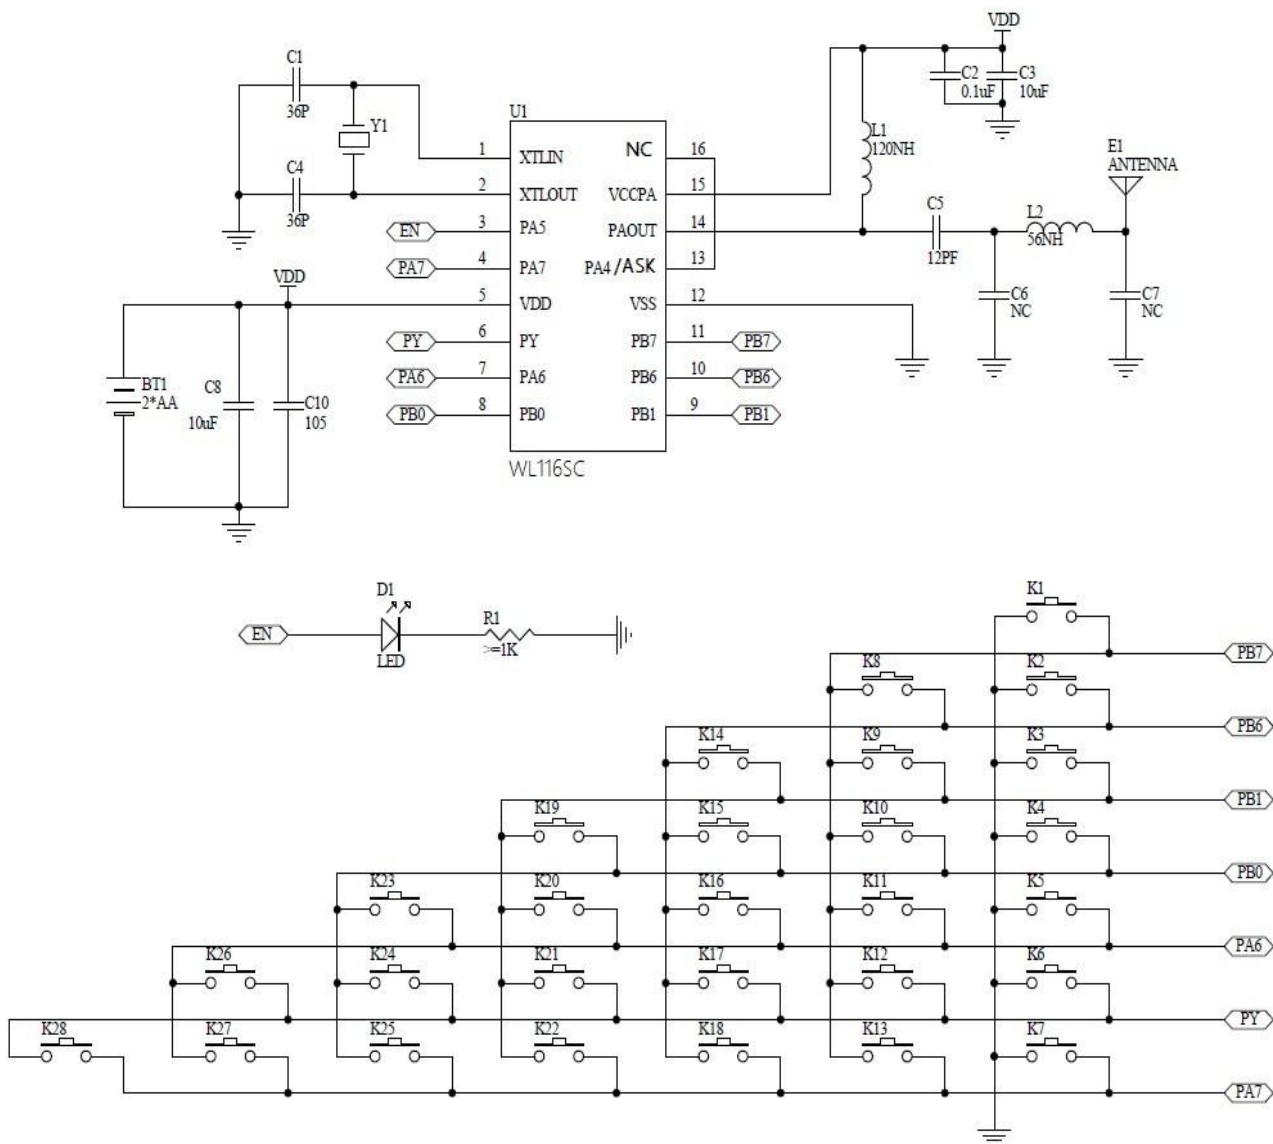 VDD
C1
36P
C2
0.1uF
C3
10uF
U1
Y1
L1
120NH
E1
ANTENNA
1
XTLIN
NC
16
C4
36P
2
XTLOUT
VCCPA
15
EN
3
PA5
PAOUT
14
C5
12PF
L2
56NH
PA7
4
PA7
PA4/ASK
13
VDD
5
VDD
VSS
12
C6
NC
C7
NC
PY
6
PY
PB7
11
PB7
PA6
7
PA6
PB6
10
PB6
PB0
8
PB0
PB1
9
PB1
BT1
2*AA
C8
10uF
C10
105
WL116SC
D1
EN
LED
R1
>=1K
K1
PB7
K8
K2
PB6
K14
K9
K3
PB1
K19
K15
K10
K4
PB0
K23
K20
K16
K11
K5
PA6
K26
K24
K21
K17
K12
K6
PY
K28
K27
K25
K22
K18
K13
K7
PA7